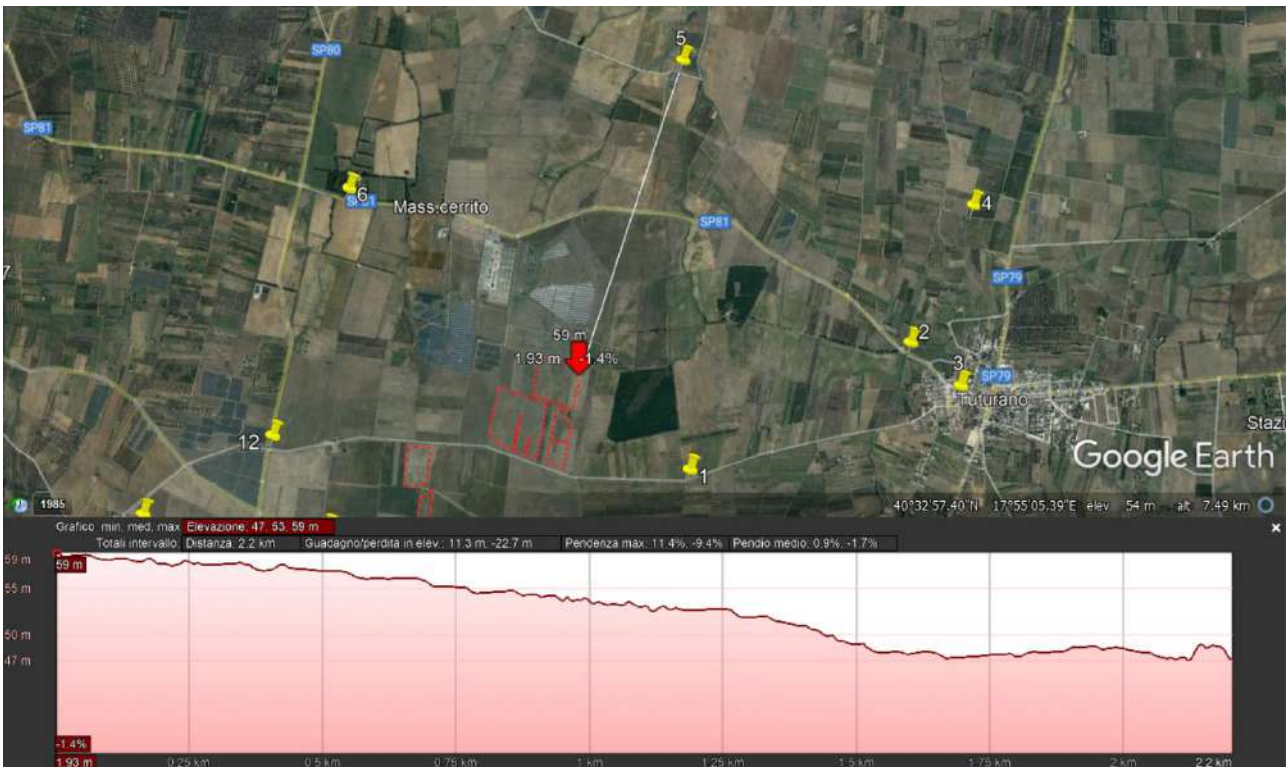 5
SP80
SP81
6
SP81
Mass.cerrito
4
SP81
7
SP79
59 m
1.93 m -1.4%
2
3
SP79
Tuturano
12
1
Stazi
Google Earth
1985
40°32'57.40"N 17°55'05.39"E elev 54 m alt 7.49 km
Grafico: min, med, max Elevazione: 47, 53, 59 m
Totali intervallo: Distanza: 2.2 km Guadagno/perdita in elev.: 11.3 m, -22.7 m Pendenza max: 11.4%, -9.4% Pendio medio: 0.9%, -1.7%
59 m
59 m
55 m
50 m
47 m
-1.4%
1.93 m 0.25 km 0.5 km 0.75 km 1 km 1.25 km 1.5 km 1.75 km 2 km 2.2 km